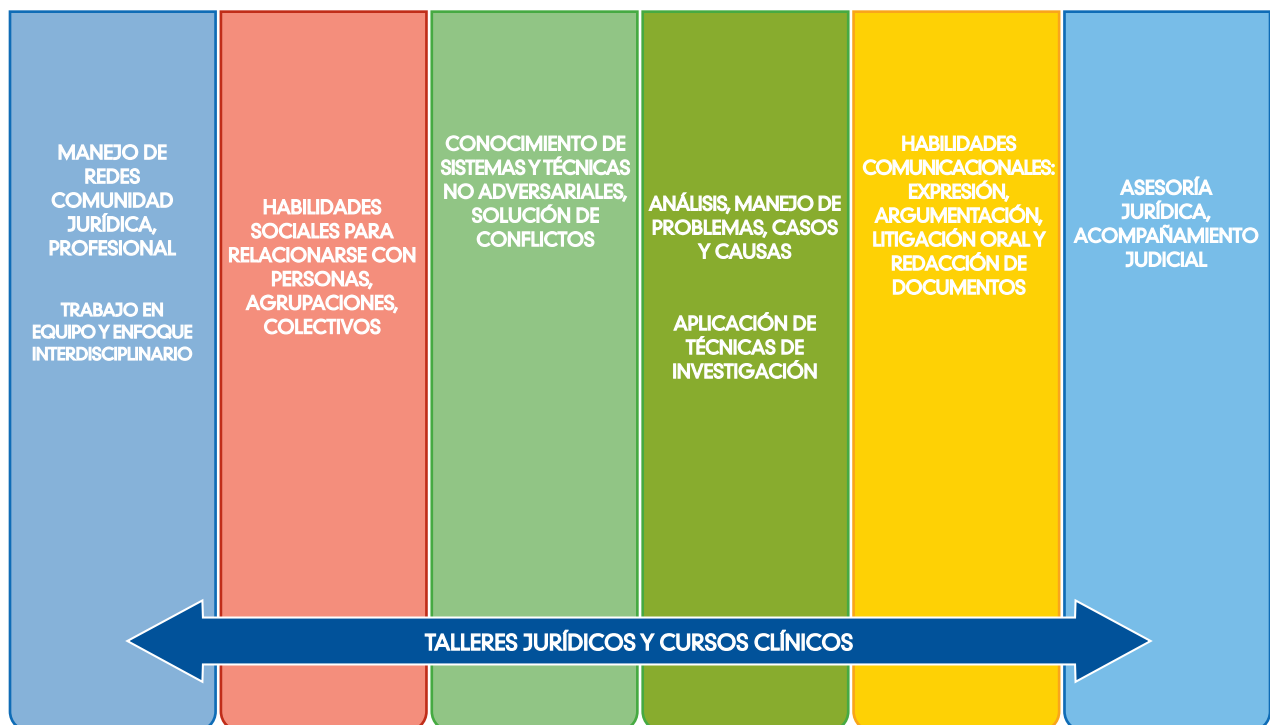 MANEJO DE
REDES
COMUNIDAD
JURÍDICA,
PROFESIONAL
TRABAJO EN
EQUIPO Y ENFOQUE
INTERDISCIPLINARIO
HABILIDADES
SOCIALES PARA
RELACIONARSE CON
PERSONAS,
AGRUPACIONES,
COLECTIVOS
CONOCIMIENTO DE
SISTEMAS Y TÉCNICAS
NO ADVERSARIALES,
SOLUCIÓN DE
CONFLICTOS
ANÁLISIS, MANEJO DE
PROBLEMAS, CASOS
Y CAUSAS
APLICACIÓN DE
TÉCNICAS DE
INVESTIGACIÓN
HABILIDADES
COMUNICACIONALES:
EXPRESIÓN,
ARGUMENTACIÓN,
LITIGACIÓN ORAL Y
REDACCIÓN DE
DOCUMENTOS
ASESORÍA
JURÍDICA,
ACOMPAÑAMIENTO
JUDICIAL
TALLERES JURÍDICOS Y CURSOS CLÍNICOS